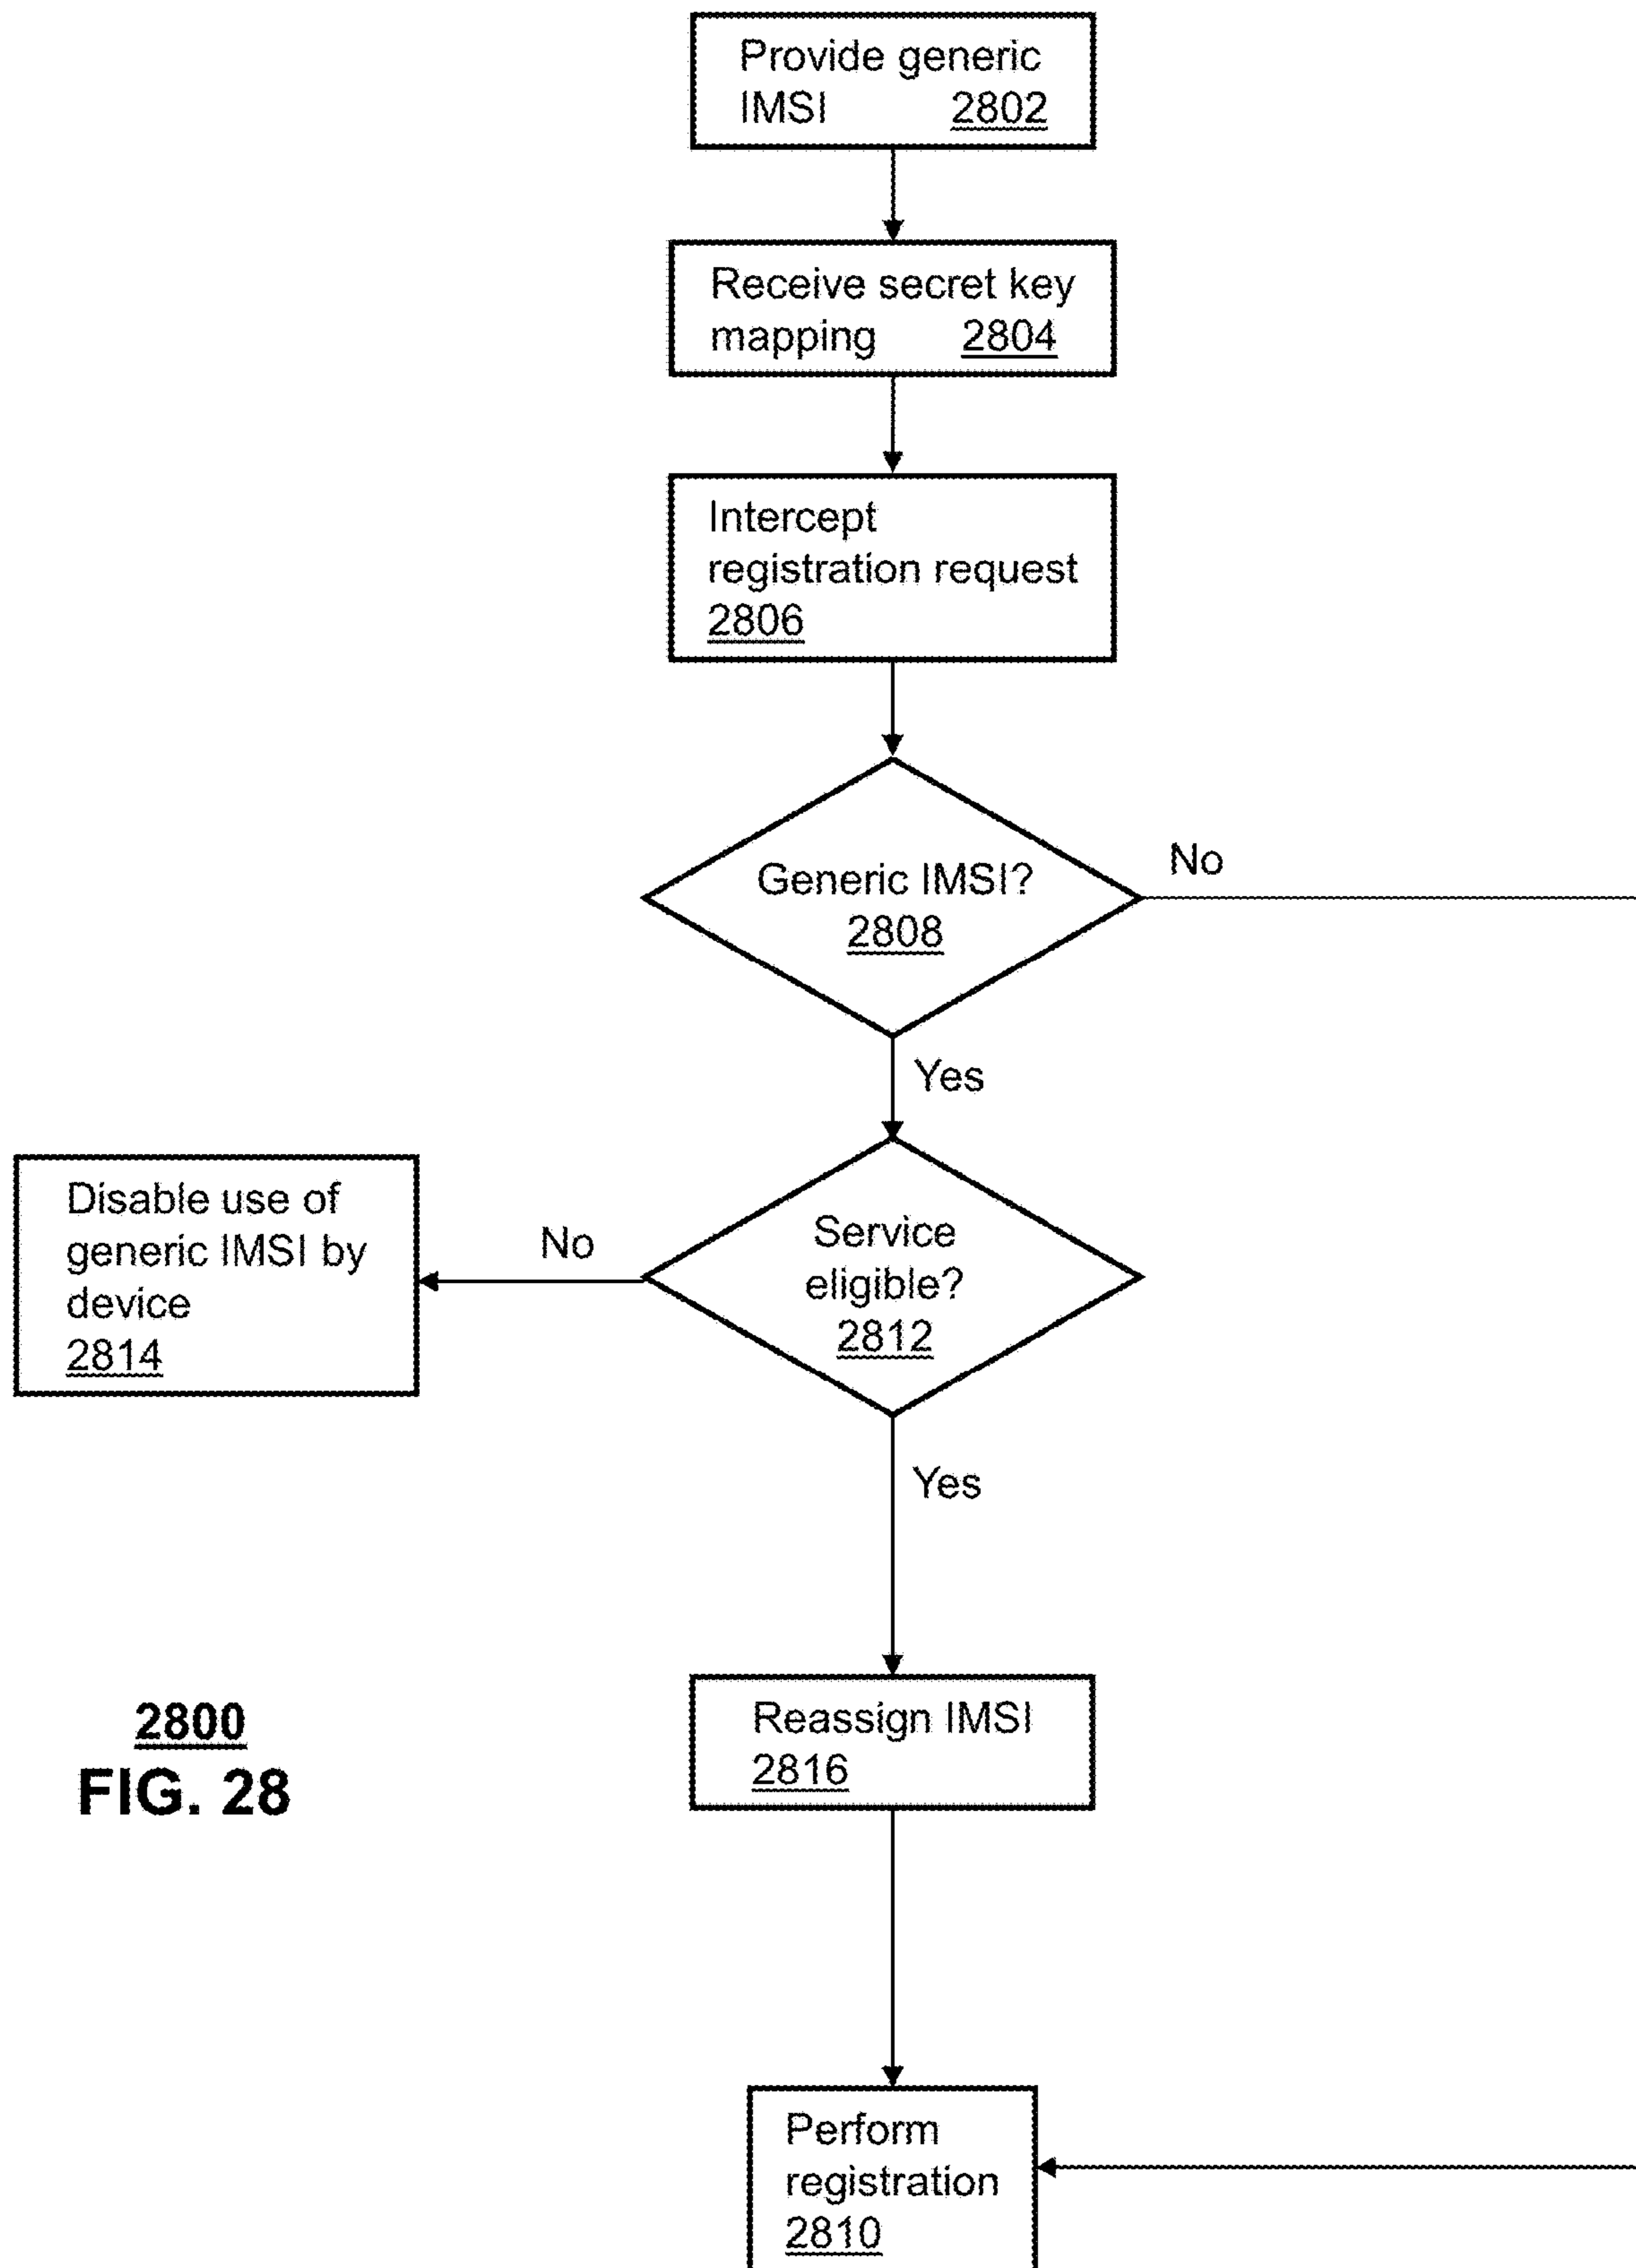 Provide generic
IMSI 2802
Receive secret key
mapping 2804
Intercept
registration request
2806
Generic IMSI?
2808
No
Yes
Disable use of
generic IMSI by
device
2814
No
Service
eligible?
2812
Yes
Reassign IMSI
2816
2800
FIG. 28
Perform
registration
2810